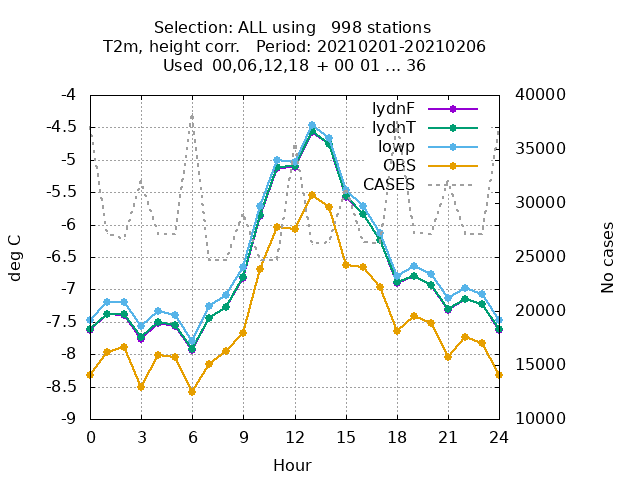 Selection: ALL using   998 stations
T2m, height corr.   Period: 20210201-20210206
Used  00,06,12,18  + 00 01 ... 36
-4
-4.5
-5
-5.5
-6
-6.5
-7
-7.5
-8
-8.5
-9
40000
35000
30000
25000
20000
15000
10000
lydnF
lydnT
lowp
OBS
CASES
deg C
No cases
0 3 6 9 12 15 18 21 24
Hour